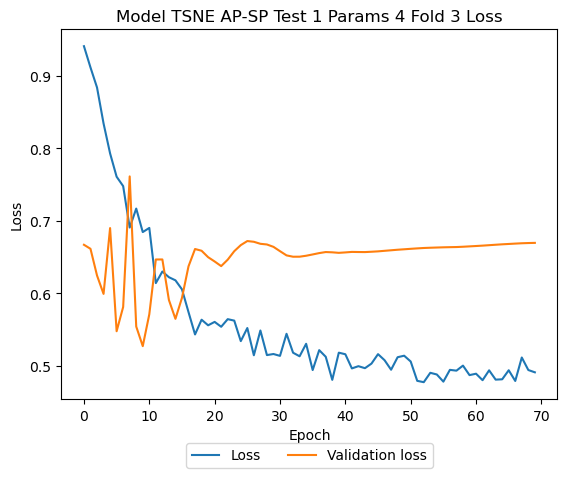 Model TSNE AP-SP Test 1 Params 4 Fold 3 Loss
0.9
0.8
0.7
0.6
0.5
Loss
0 10 20 30 40 50 60 70
Epoch
Loss Validation loss